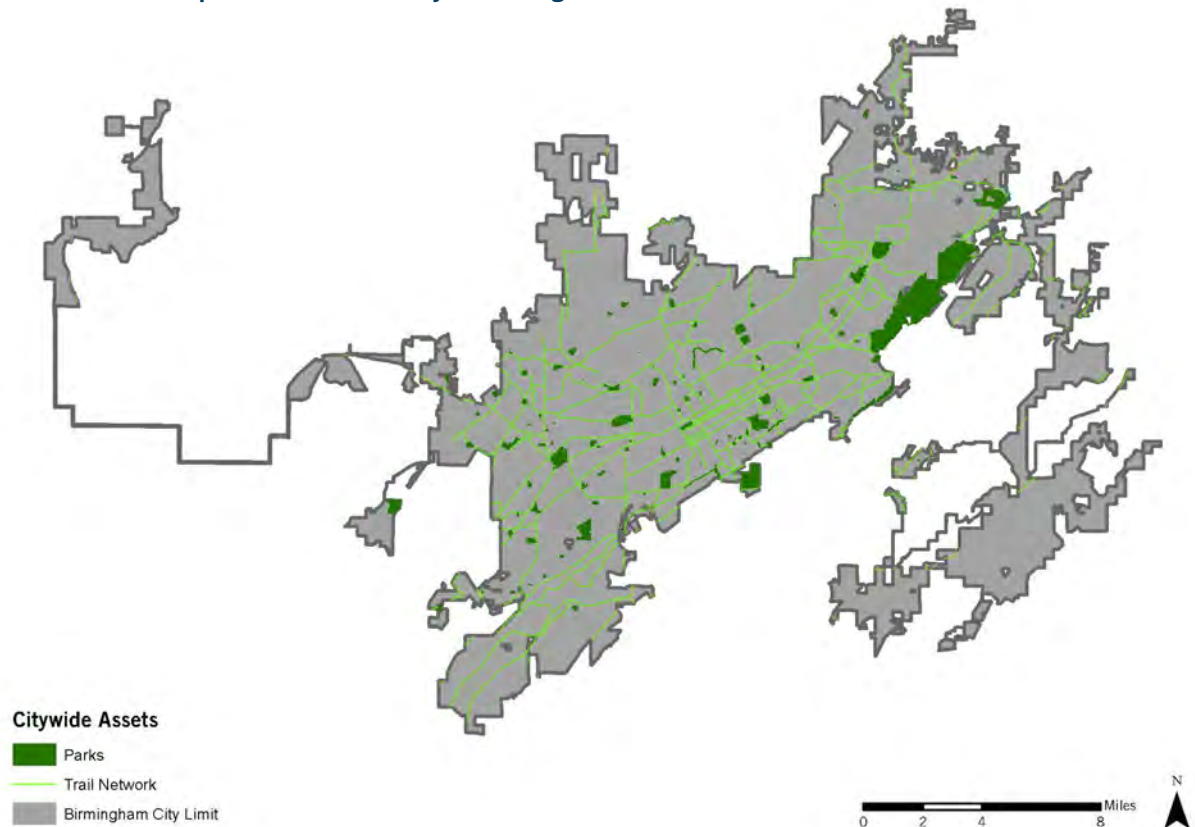 Citywide Assets
Parks
Trail Network
Birmingham City Limit
N
Miles
0 2 4 8